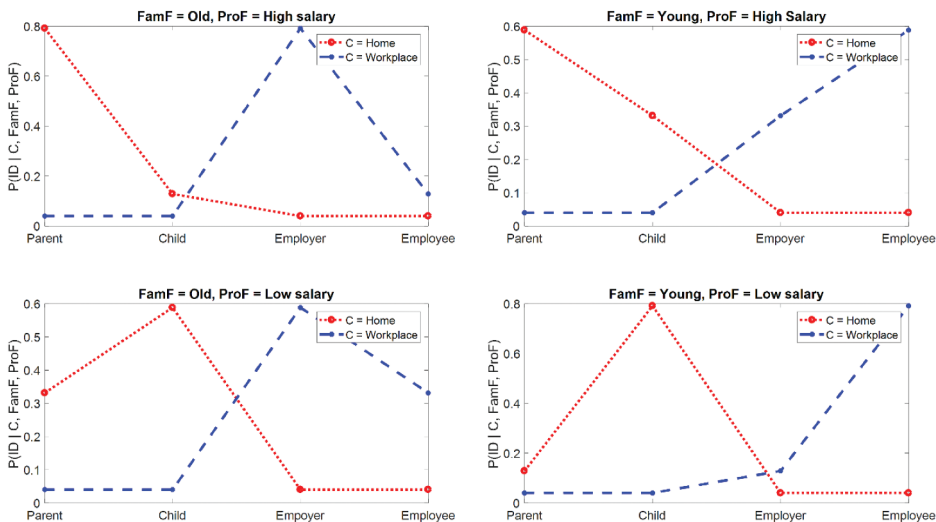 FamF = Old, ProF = High salary
P(ID | C, FamF, ProF)
0.8
0.6
0.4
0.2
0
C = Home
C = Workplace
Parent Child Employer Employee
FamF = Young, ProF = High Salary
P(ID | C, FamF, ProF)
0.6
0.5
0.4
0.3
0.2
0.1
0
C = Home
C = Workplace
Parent Child Empoyer Employee
FamF = Old, ProF = Low salary
P(ID | C, FamF, ProF)
0.6
0.5
0.4
0.3
0.2
0.1
0
C = Home
C = Workplace
Parent Child Empoyer Employee
FamF = Young, ProF = Low salary
P(ID | C, FamF, ProF)
0.8
0.6
0.4
0.2
0
C = Home
C = Workplace
Parent Child Employer Employee